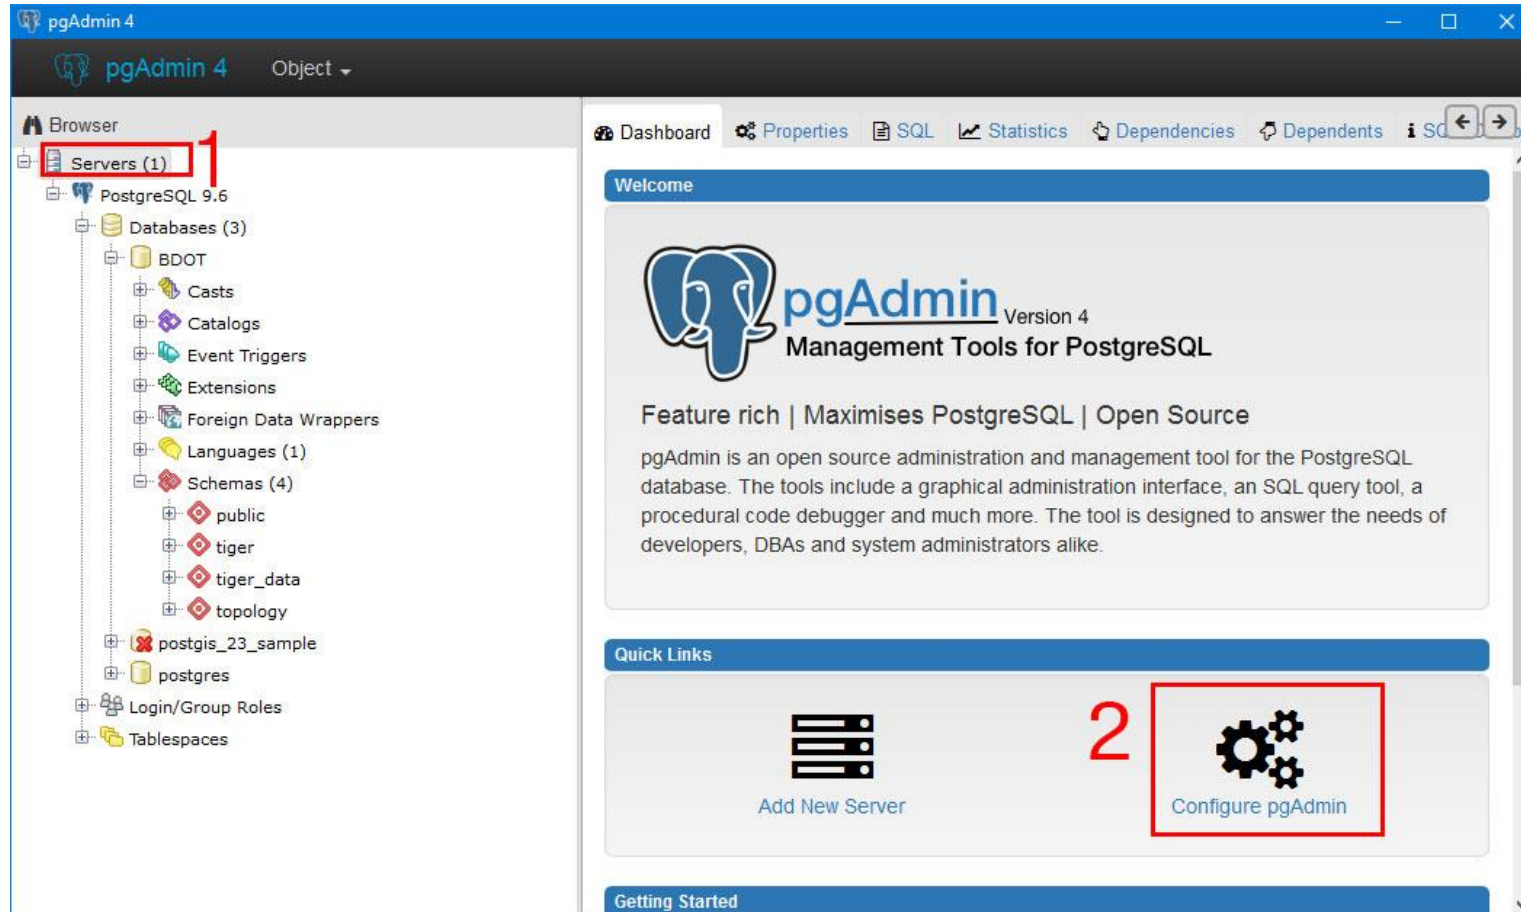 pgAdmin 4
pgAdmin 4 Object
Browser
1
Servers (1)
PostgreSQL 9.6
Databases (3)
BDOT
Casts
Catalogs
Event Triggers
Extensions
Foreign Data Wrappers
Languages (1)
Schemas (4)
public
tiger
tiger_data
topology
postgis_23_sample
postgres
Login/Group Roles
Tablespaces
Dashboard Properties SQL Statistics Dependencies Dependents
Welcome
pgAdmin Version 4
Management Tools for PostgreSQL
Feature rich | Maximises PostgreSQL | Open Source
pgAdmin is an open source administration and management tool for the PostgreSQL
database. The tools include a graphical administration interface, an SQL query tool, a
procedural code debugger and much more. The tool is designed to answer the needs of
developers, DBAs and system administrators alike.
Quick Links
2
Add New Server Configure pgAdmin
Getting Started